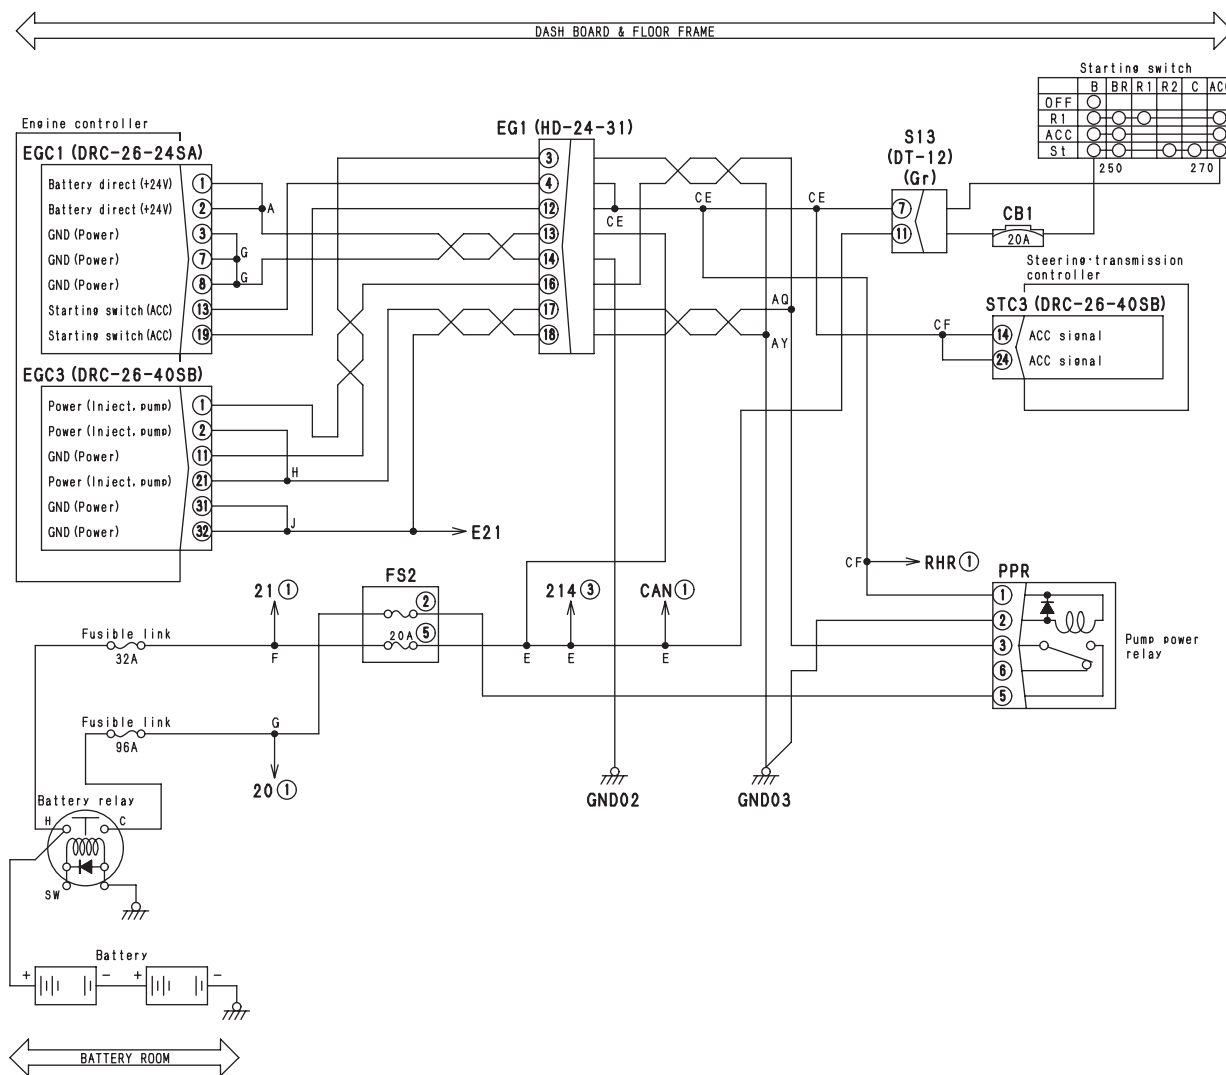 DASH BOARD & FLOOR FRAME
Starting switch
B BR R1 R2 C ACC
OFF
R1
ACC
St
250 270
Engine controller
EGC1 (DRC-26-24SA)
Battery direct (+24V) 1
Battery direct (+24V) 2
A
GND (Power) 3
GND (Power) 7
G
GND (Power) 8
G
Starting switch (ACC) 13
Starting switch (ACC) 19
EGC3 (DRC-26-40SB)
Power (Inject. pump) 1
Power (Inject. pump) 2
GND (Power) 11
Power (Inject. pump) 21
H
GND (Power) 31
GND (Power) 32
J
E21
EG1 (HD-24-31)
3
4
12
13
14
16
17
18
CE
CE
CE
S13
(DT-12)
(Gr)
7
11
CB1
20A
Steering·transmission
controller
STC3 (DRC-26-40SB)
14 ACC signal
24 ACC signal
CF
AQ
AY
CF
RHR 1
PPR
1
2
3
6
5
Pump power
relay
FS2
2
20A 5
21 1
214 3
CAN 1
Fusible link
32A
F
E
E
E
Fusible link
96A
G
20 1
GND02
GND03
Battery relay
H C
SW
Battery
+ - + -
BATTERY ROOM